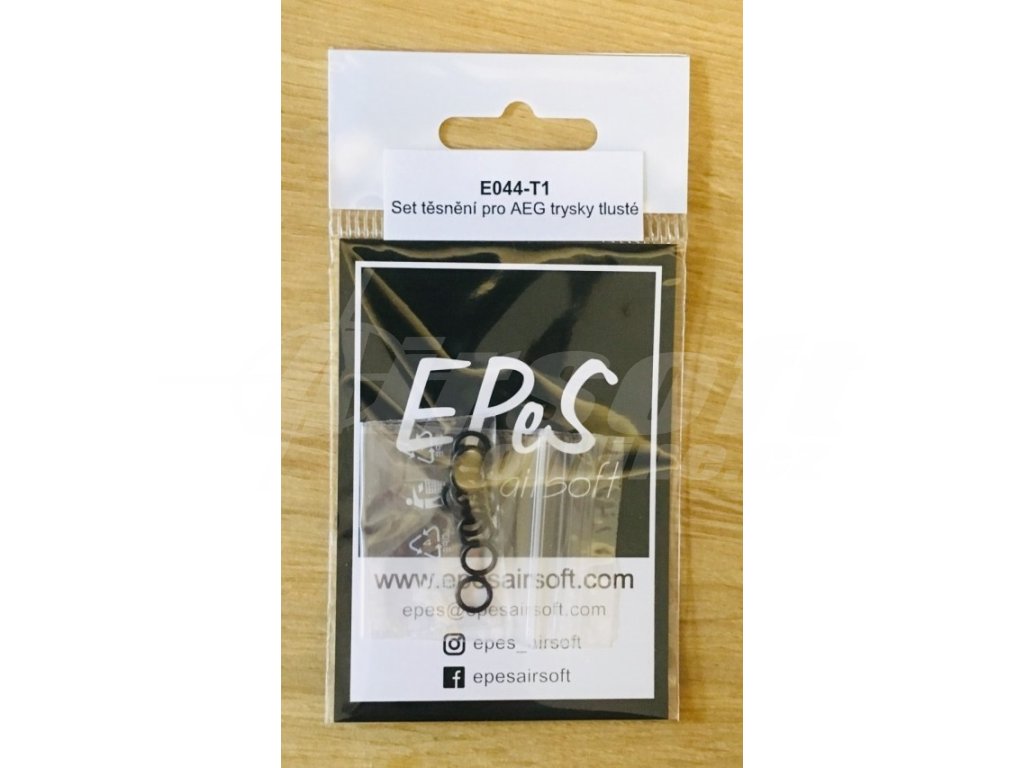 E044-T1
Set těsnění pro AEG trysky tlusté
EPeS
airsoft
www.epesairsoft.com
epes@epesairsoft.com
epes_airsoft
epesairsoft